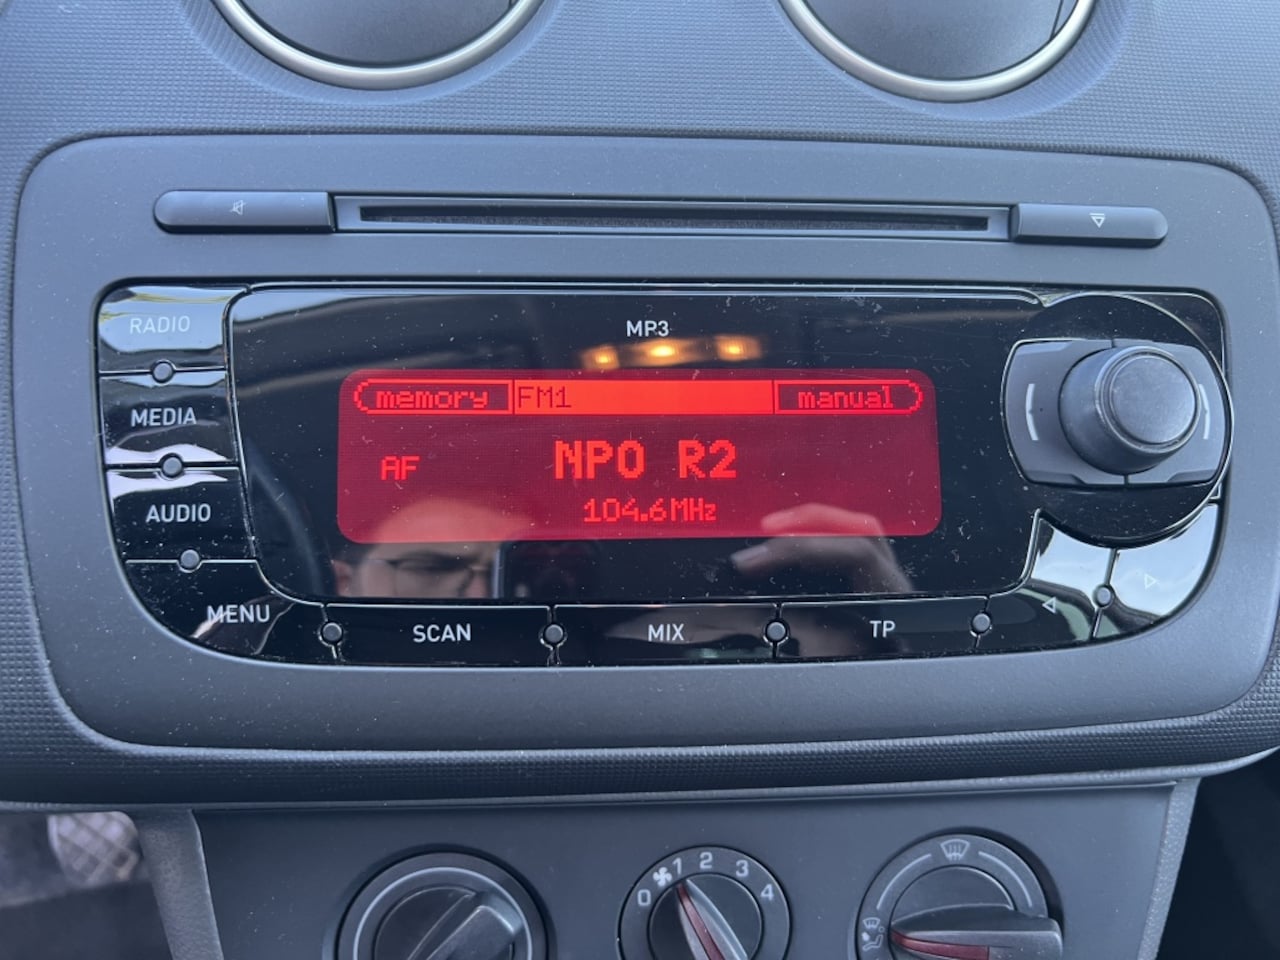 RADIO
MP3
MEDIA
memory FM1 manual
AF NPO R2
104.6MHz
AUDIO
MENU
SCAN MIX TP
0 1 2 3 4